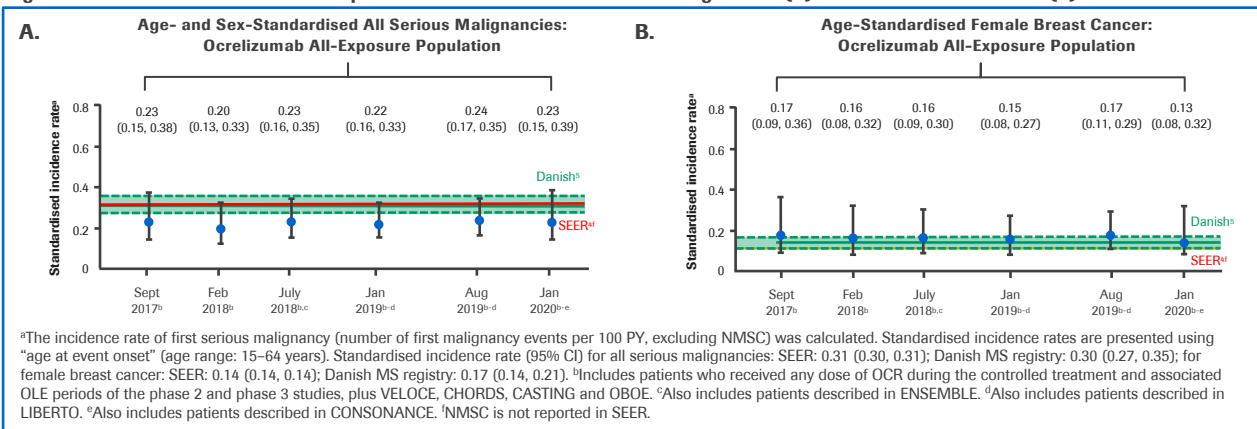 A.
Age- and Sex-Standardised All Serious Malignancies:
Ocrelizumab All-Exposure Population
0.23 0.20 0.23 0.22 0.24 0.23
(0.15, 0.38) (0.13, 0.33) (0.16, 0.35) (0.16, 0.33) (0.17, 0.35) (0.15, 0.39)
Standardised incidence rateᵃ
0.8
0.6
0.4
0.2
0
Danish⁵
SEER⁴ᶠ
Sept Feb July Jan Aug Jan
2017ᵇ 2018ᵇ 2018ᵇ,ᶜ 2019ᵇ⁻ᵈ 2019ᵇ⁻ᵈ 2020ᵇ⁻ᵉ
B.
Age-Standardised Female Breast Cancer:
Ocrelizumab All-Exposure Population
0.17 0.16 0.16 0.15 0.17 0.13
(0.09, 0.36) (0.08, 0.32) (0.09, 0.30) (0.08, 0.27) (0.11, 0.29) (0.08, 0.32)
Standardised incidence rateᵃ
0.8
0.6
0.4
0.2
0
Danish⁵
SEER⁴ᶠ
Sept Feb July Jan Aug Jan
2017ᵇ 2018ᵇ 2018ᵇ,ᶜ 2019ᵇ⁻ᵈ 2019ᵇ⁻ᵈ 2020ᵇ⁻ᵉ
ᵃThe incidence rate of first serious malignancy (number of first malignancy events per 100 PY, excluding NMSC) was calculated. Standardised incidence rates are presented using
“age at event onset” (age range: 15–64 years). Standardised incidence rate (95% CI) for all serious malignancies: SEER: 0.31 (0.30, 0.31); Danish MS registry: 0.30 (0.27, 0.35); for
female breast cancer: SEER: 0.14 (0.14, 0.14); Danish MS registry: 0.17 (0.14, 0.21). ᵇIncludes patients who received any dose of OCR during the controlled treatment and associated
OLE periods of the phase 2 and phase 3 studies, plus VELOCE, CHORDS, CASTING and OBOE. ᶜAlso includes patients described in ENSEMBLE. ᵈAlso includes patients described in
LIBERTO. ᵉAlso includes patients described in CONSONANCE. ᶠNMSC is not reported in SEER.